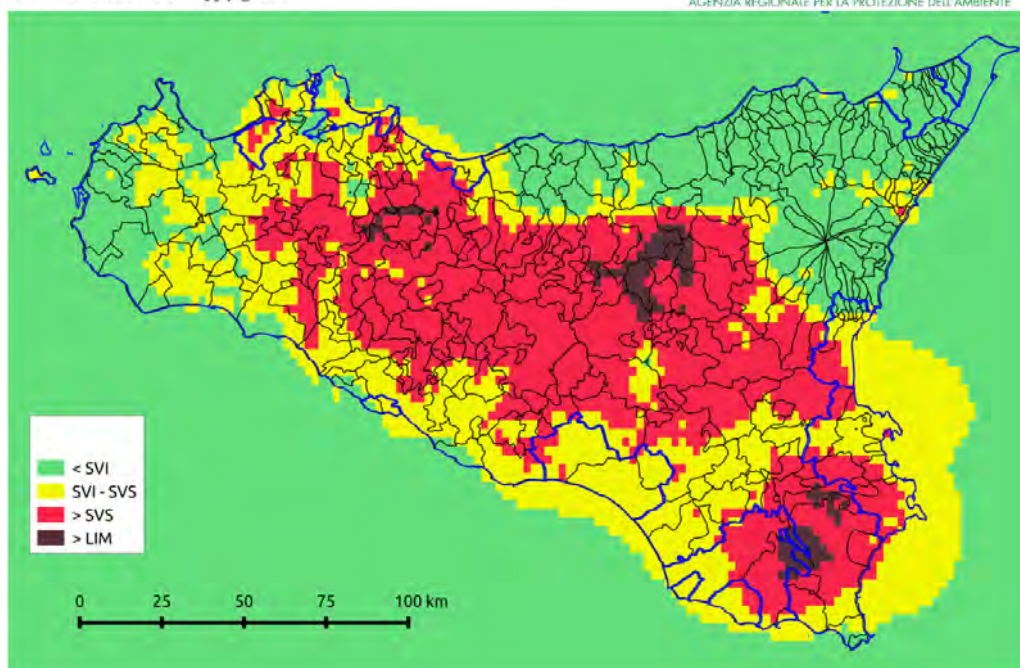 AGENZIA REGIONALE PER LA PROTEZIONE DELL'AMBIENTE
< SVI
SVI - SVS
> SVS
> LIM
0 25 50 75 100 km